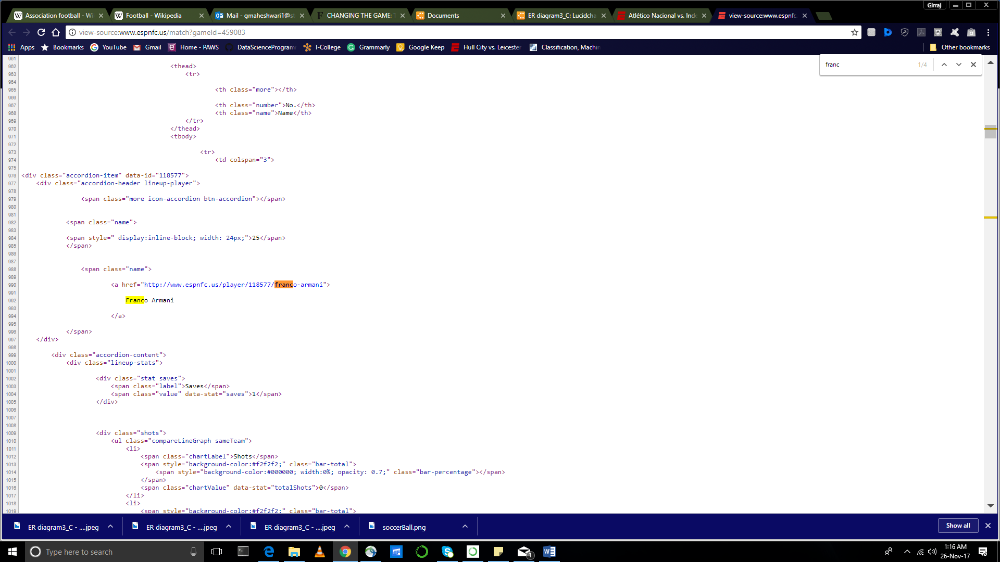 Girraj
Association football - Wi
Football - Wikipedia
Mail - gmaheshwari1@st
CHANGING THE GAME: T
Documents
ER diagram3_C: Lucidcha
Atlético Nacional vs. Inde
view-source:www.espnfc.
view-source:www.espnfc.us/match?gameId=459083
Apps
Bookmarks
YouTube
Gmail
Home - PAWS
DataScienceProgram
I-College
Grammarly
Google Keep
Hull City vs. Leicester
Classification, Machin
Other bookmarks
franc
1/4
961
962 <thead>
963 <tr>
964
965 <th class="more"></th>
966
967 <th class="number">No.</th>
968 <th class="name">Name</th>
969 </tr>
970 </thead>
971 <tbody>
972
973 <tr>
974 <td colspan="3">
975
976 <div class="accordion-item" data-id="118577">
977 <div class="accordion-header lineup-player">
978
979 <span class="more icon-accordion btn-accordion"></span>
980
981
982 <span class="name">
983
984 <span style=" display:inline-block; width: 24px;">25</span>
985 </span>
986
987
988 <span class="name">
989
990 <a href="http://www.espnfc.us/player/118577/franco-armani">
991
992 Franco Armani
993
994 </a>
995
996 </span>
997 </div>
998
999 <div class="accordion-content">
1000 <div class="lineup-stats">
1001
1002 <div class="stat saves">
1003 <span class="label">Saves</span>
1004 <span class="value" data-stat="saves">1</span>
1005 </div>
1006
1007
1008
1009 <div class="shots">
1010 <ul class="compareLineGraph sameTeam">
1011 <li>
1012 <span class="chartLabel">Shots</span>
1013 <span style="background-color:#f2f2f2;" class="bar-total">
1014 <span style="background-color:#000000; width:0%; opacity: 0.7;" class="bar-percentage"></span>
1015 </span>
1016 <span class="chartValue" data-stat="totalShots">0</span>
1017 </li>
1018 <li>
1019 <span style="background-color:#f2f2f2;" class="bar-total">
ER diagram3_C - ....jpeg
ER diagram3_C - ....jpeg
ER diagram3_C - ....jpeg
soccerBall.png
Show all
Type here to search
1
1:16 AM
26-Nov-17